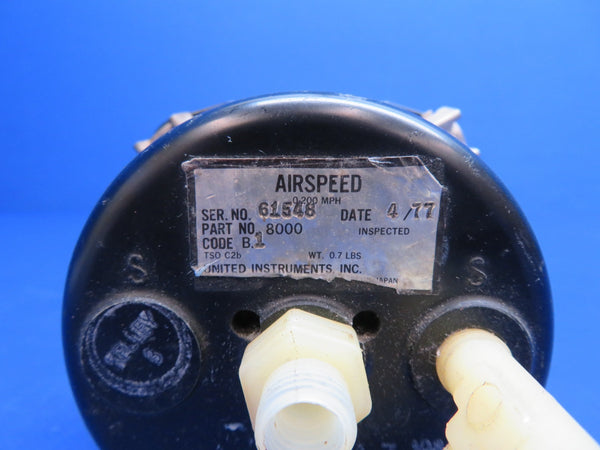 AIRSPEED
0.200 MPH
SER. NO. 61548 DATE 4/77
PART NO. 8000 INSPECTED
CODE B.1
TSO C2b WT. 0.7 LBS
UNITED INSTRUMENTS, INC.
JAPAN
S S